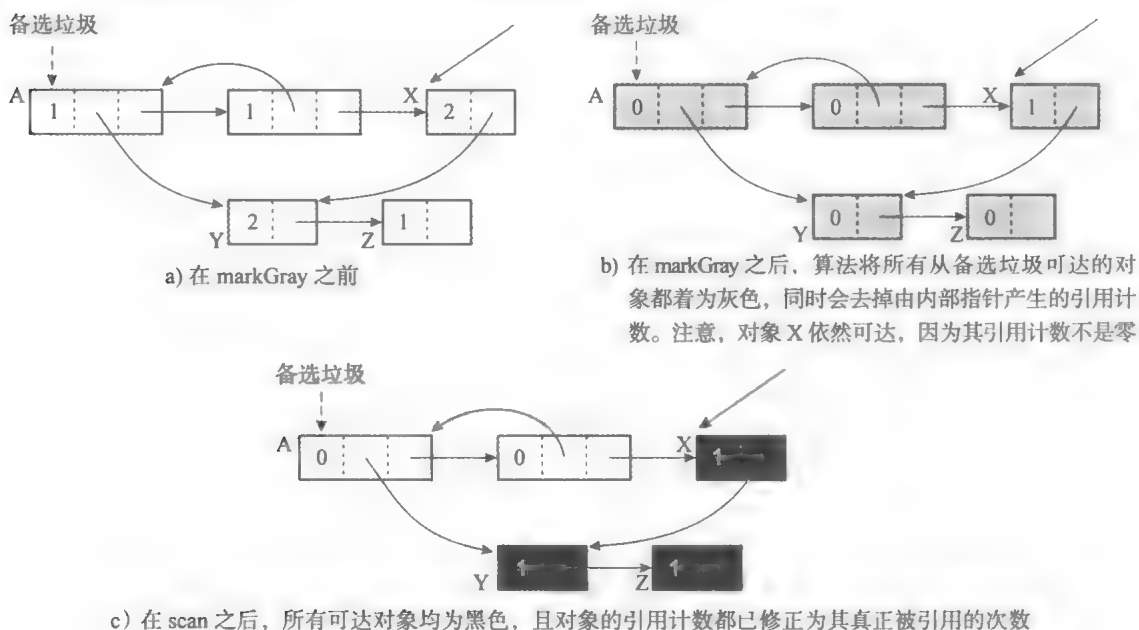 备选垃圾
A 1 1 X 2
Y 2 Z 1
a) 在 markGray 之前
备选垃圾
A 0 0 X 1
Y 0 Z 0
b) 在 markGray 之后，算法将所有从备选垃圾可达的对
象都着为灰色，同时会去掉由内部指针产生的引用计
数。注意，对象 X 依然可达，因为其引用计数不是零
备选垃圾
A 0 0 X 1
Y 1 Z 1
c) 在 scan 之后，所有可达对象均为黑色，且对象的引用计数都已修正为其真正被引用的次数